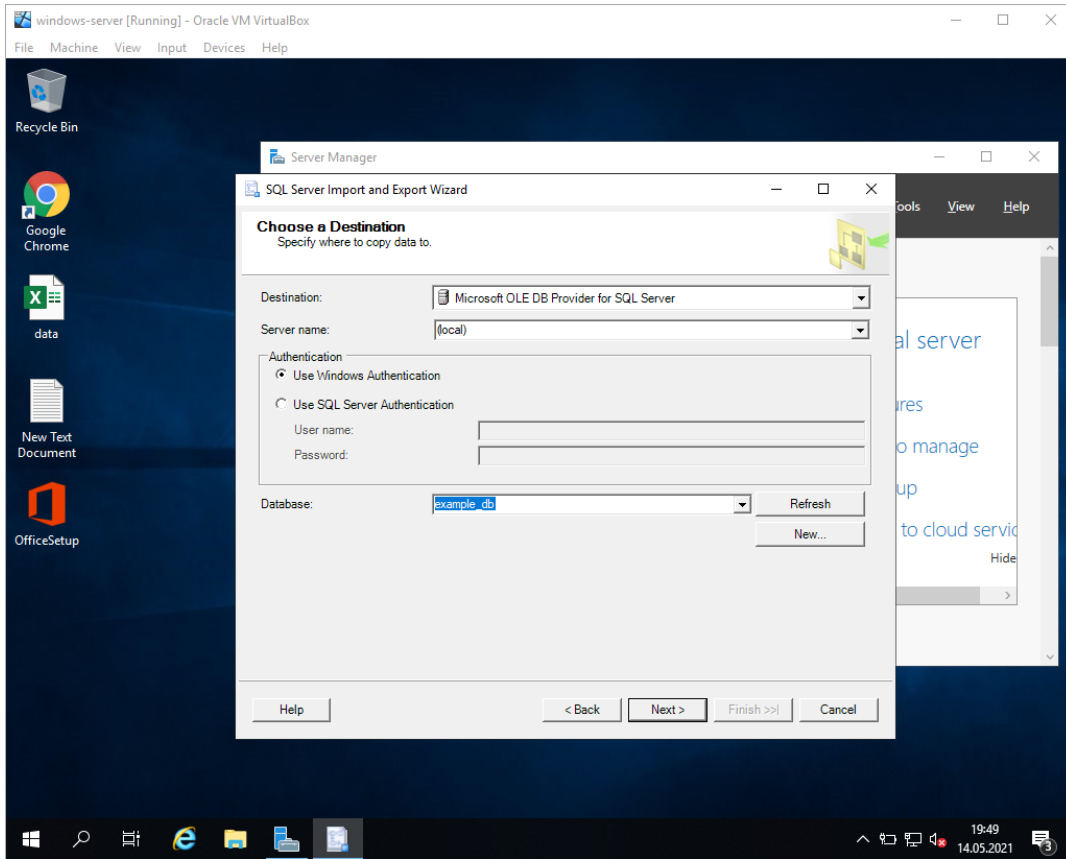 windows-server [Running] - Oracle VM VirtualBox
File Machine View Input Devices Help
Recycle Bin
Google
Chrome
data
New Text
Document
OfficeSetup
Server Manager
ools View Help
SQL Server Import and Export Wizard
Choose a Destination
Specify where to copy data to.
Destination: Microsoft OLE DB Provider for SQL Server
Server name: (local)
Authentication
Use Windows Authentication
Use SQL Server Authentication
User name:
Password:
Database: example_db Refresh
New...
Help < Back Next > Finish >>| Cancel
al server
ures
o manage
up
to cloud servic
Hide
19:49
14.05.2021
3